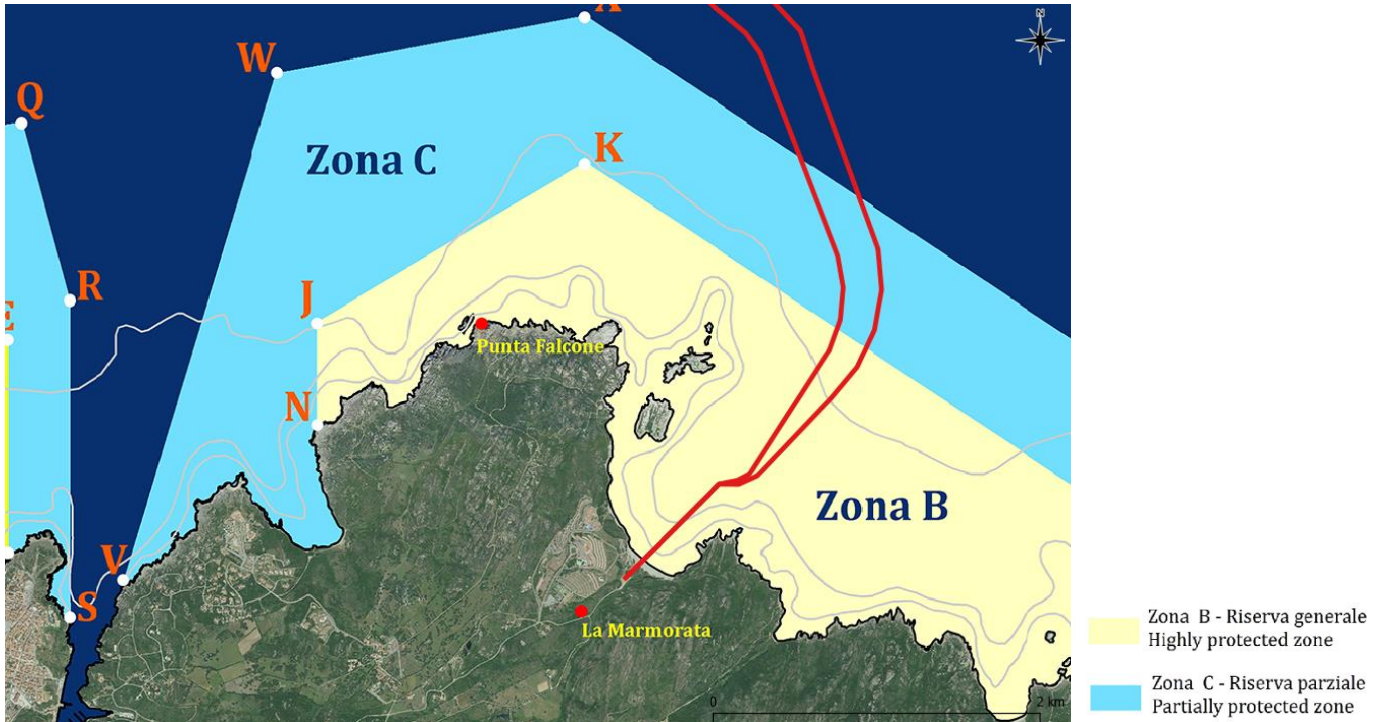 X
N
W
Q
Zona C
K
R
J
E
Punta Falcone
N
Zona B
V
S
La Marmorata
0
2 km
Zona B - Riserva generale
Highly protected zone
Zona C - Riserva parziale
Partially protected zone